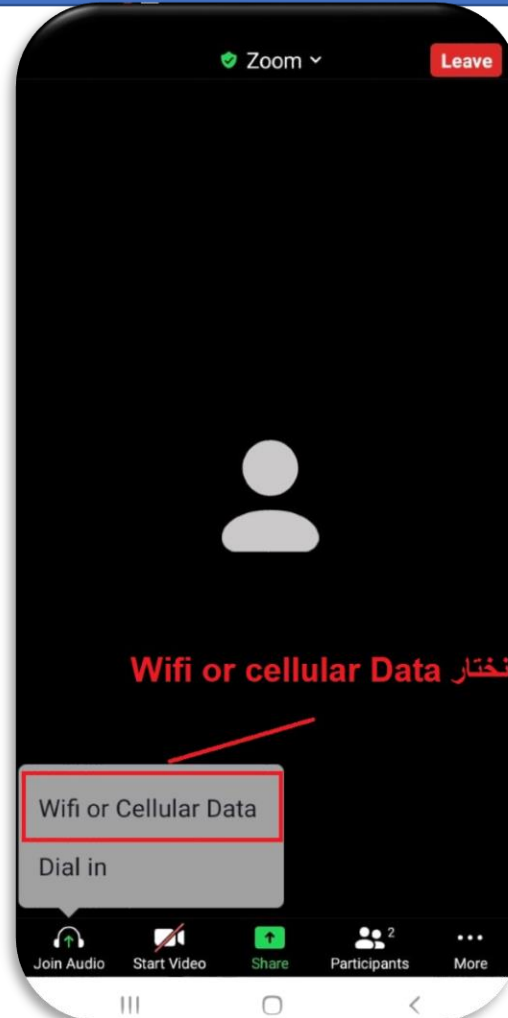 Zoom
Leave
نختار Wifi or cellular Data
Wifi or Cellular Data
Dial in
2
Join Audio Start Video Share Participants More